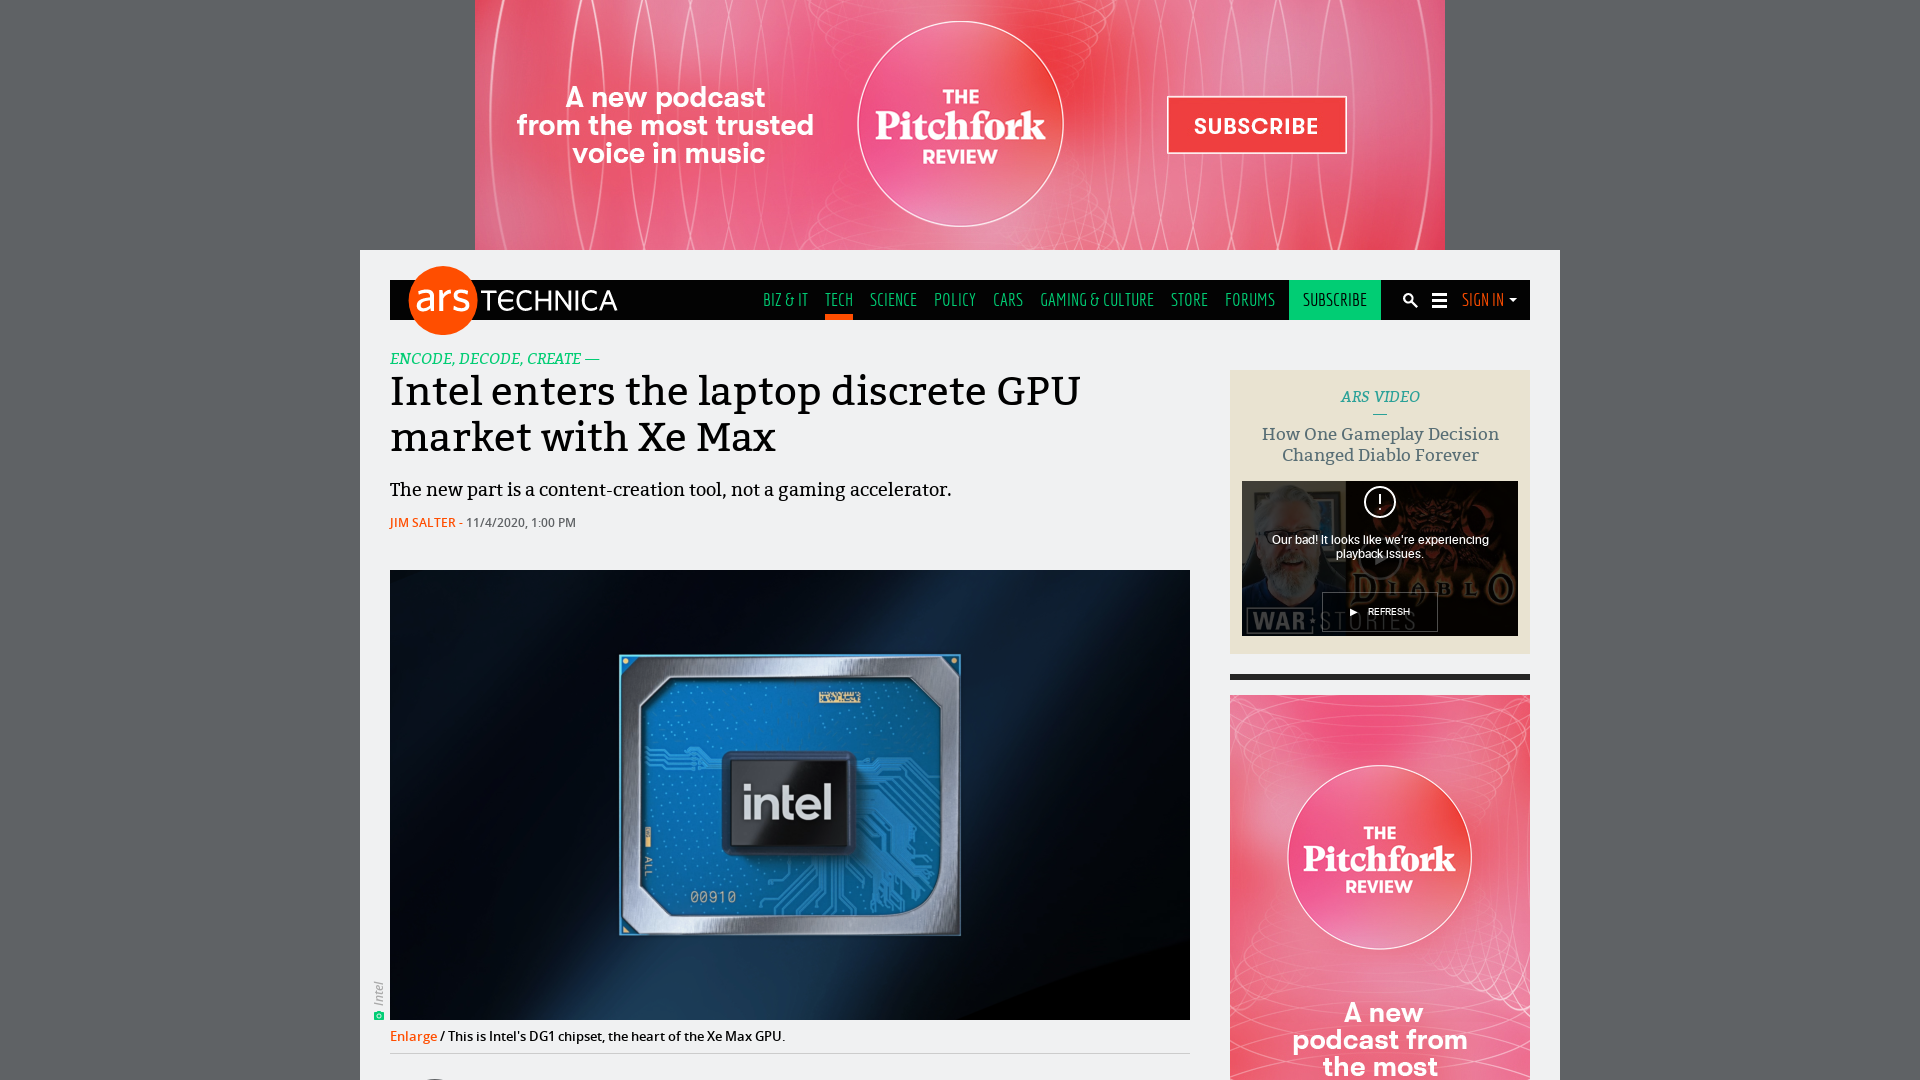 A new podcast
from the most trusted
voice in music
THE
Pitchfork
REVIEW
SUBSCRIBE
ars TECHNICA
BIZ & IT TECH SCIENCE POLICY CARS GAMING & CULTURE STORE FORUMS SUBSCRIBE SIGN IN
ENCODE, DECODE, CREATE —
Intel enters the laptop discrete GPU
market with Xe Max
The new part is a content-creation tool, not a gaming accelerator.
JIM SALTER - 11/4/2020, 1:00 PM
intel
ALL
00910
Intel
Enlarge / This is Intel's DG1 chipset, the heart of the Xe Max GPU.
ARS VIDEO
How One Gameplay Decision
Changed Diablo Forever
Our bad! It looks like we're experiencing
playback issues.
DIABLO
REFRESH
WAR STORIES
THE
Pitchfork
REVIEW
A new
podcast from
the most